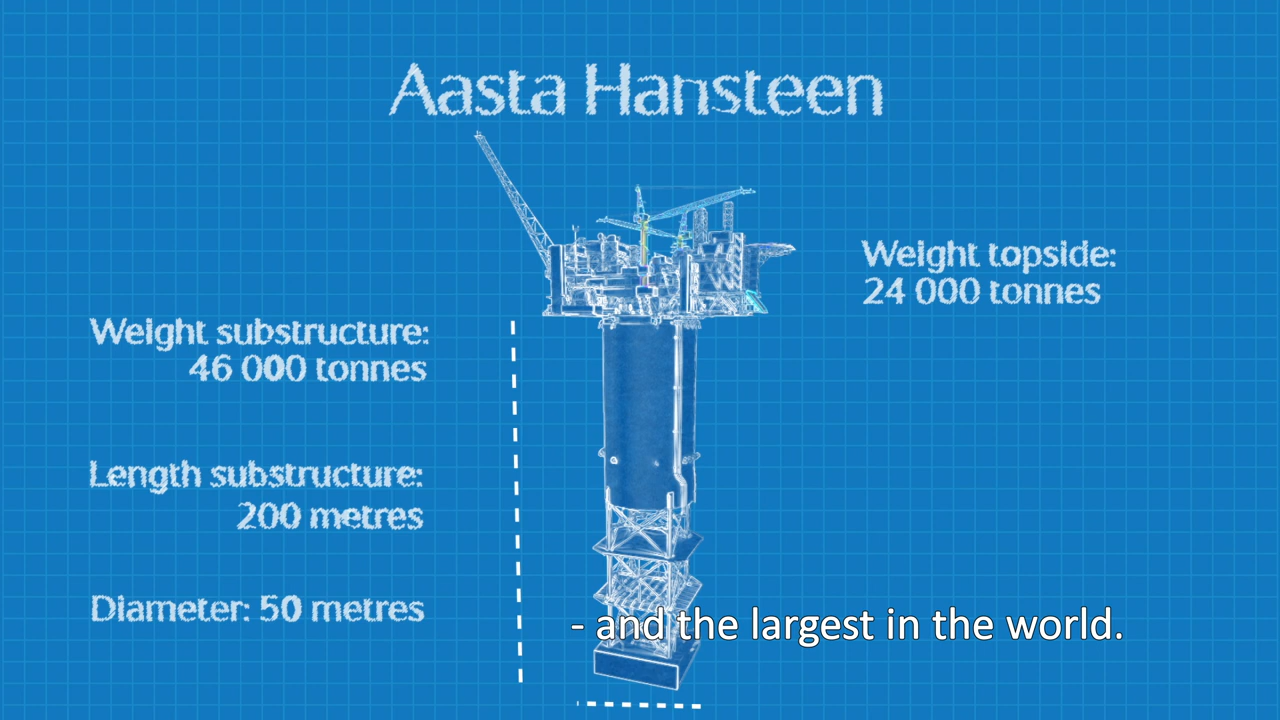 Aasta Hansteen
Weight topside:
24 000 tonnes
Weight substructure:
46 000 tonnes
Length substructure:
200 metres
Diameter: 50 metres
- and the largest in the world.